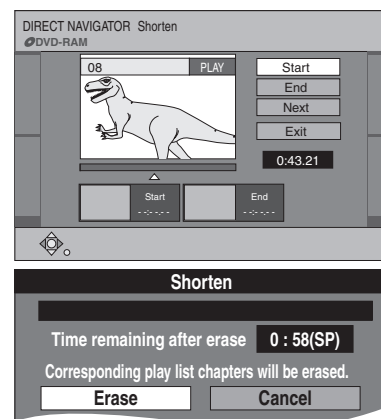 DIRECT NAVIGATOR Shorten
DVD-RAM
08 PLAY
Start
End
Next
Exit
0:43.21
Start End
--:--.-- --:--.--
Shorten
Time remaining after erase 0 : 58(SP)
Corresponding play list chapters will be erased.
Erase Cancel